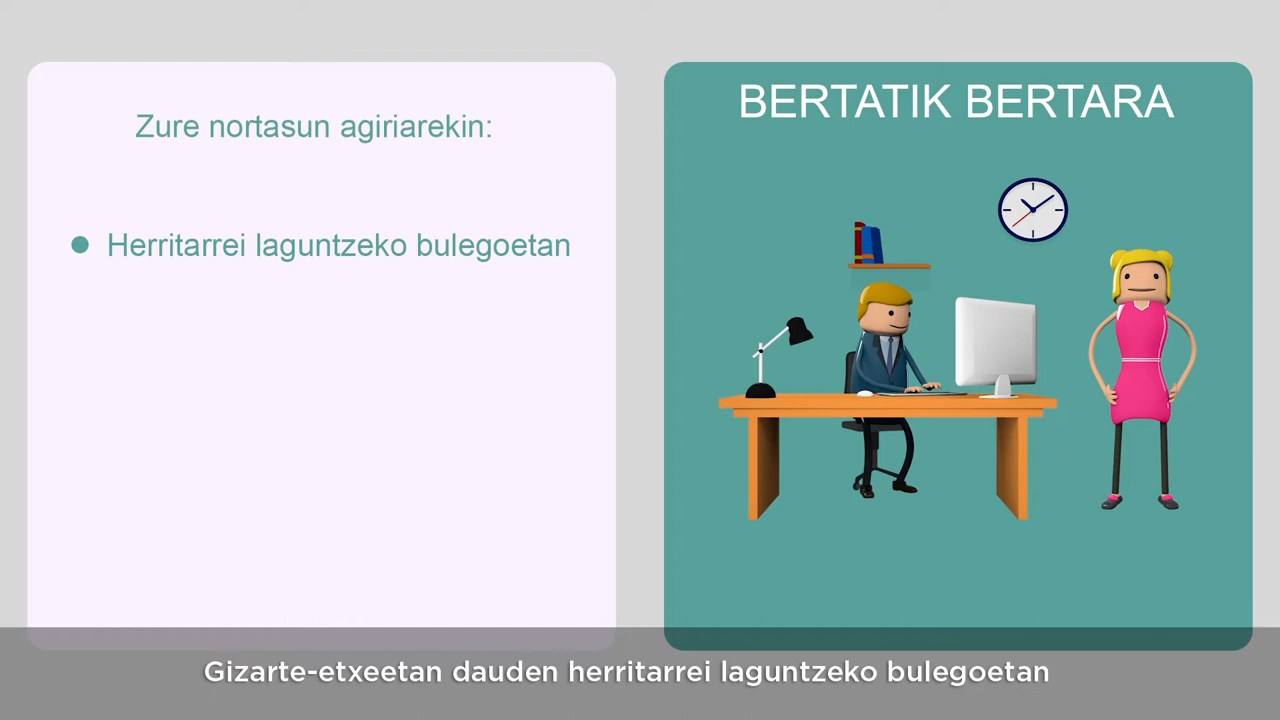 Zure nortasun agiriarekin:
● Herritarrei laguntzeko bulegoetan
BERTATIK BERTARA
Gizarte-etxeetan dauden herritarrei laguntzeko bulegoetan